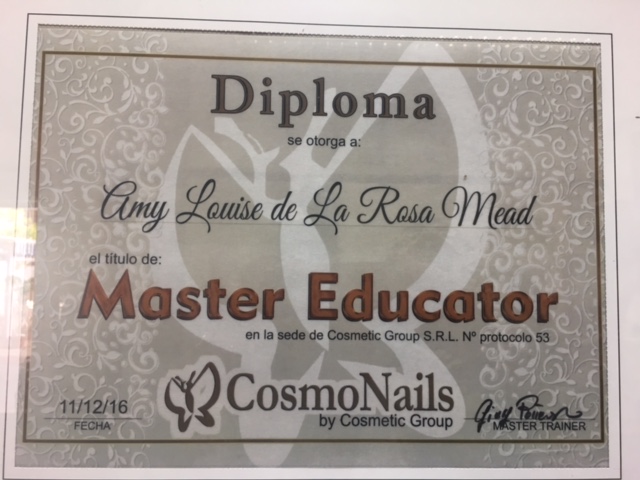 Diploma
se otorga a:
Amy Louise de La Rosa Mead
el título de:
Master Educator
en la sede de Cosmetic Group S.R.L. Nº protocolo 53
CosmoNails
by Cosmetic Group
11/12/16
FECHA
MASTER TRAINER